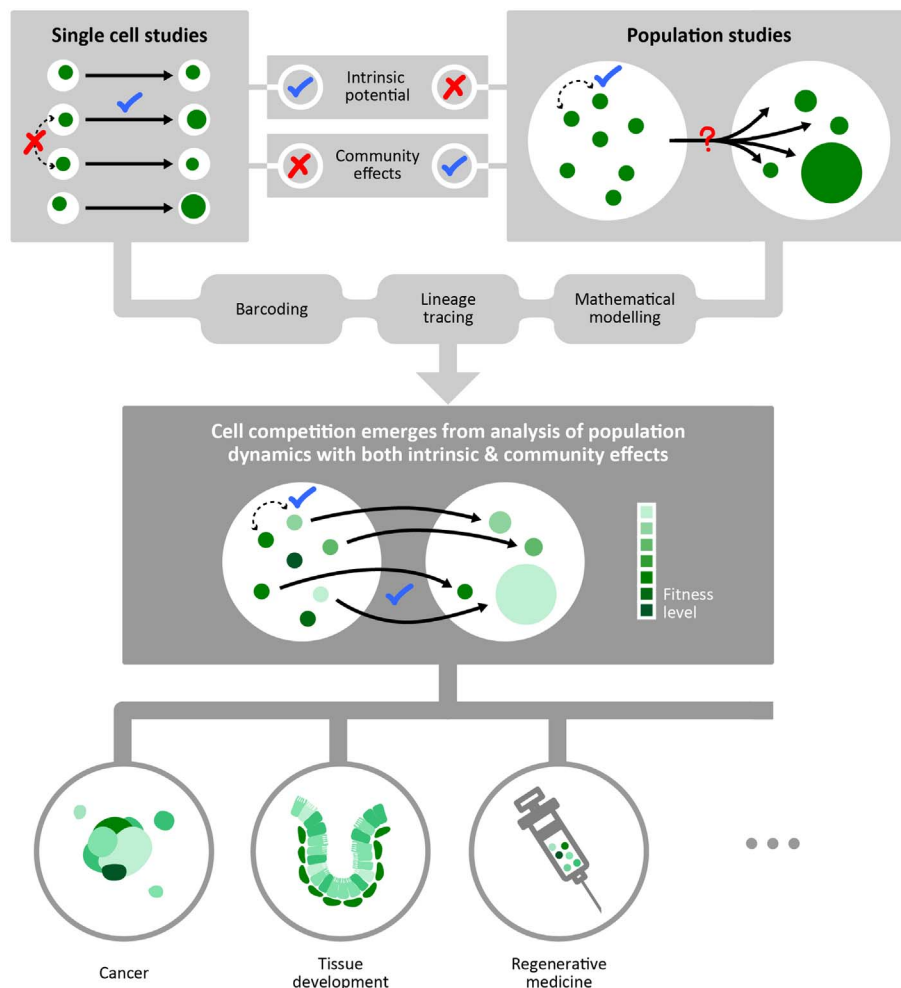 Single cell studies
Population studies
Intrinsic
potential
Community
effects
?
Barcoding
Lineage
tracing
Mathematical
modelling
Cell competition emerges from analysis of population
dynamics with both intrinsic & community effects
Fitness
level
Cancer
Tissue
development
Regenerative
medicine